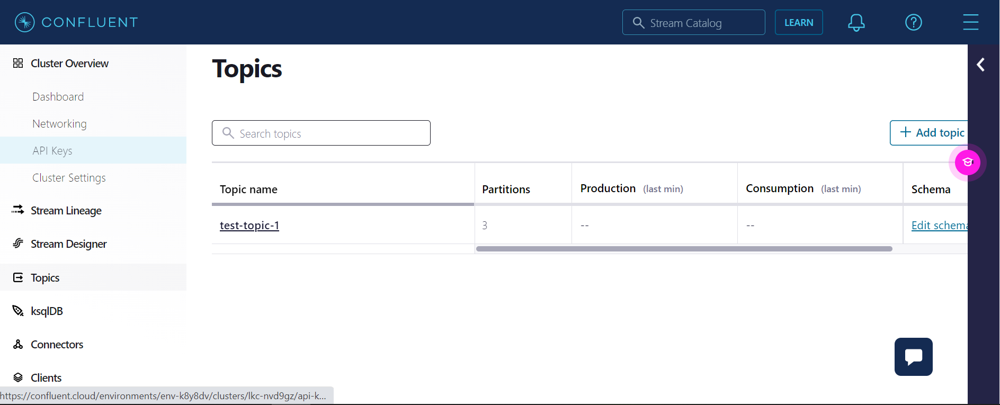 CONFLUENT
Stream Catalog
LEARN
Cluster Overview
Dashboard
Networking
API Keys
Cluster Settings
Stream Lineage
Stream Designer
Topics
ksqlDB
Connectors
Clients
https://confluent.cloud/environments/env-k8y8dv/clusters/lkc-nvd9gz/api-k...
Topics
Search topics
Add topic
Topic name Partitions Production (last min) Consumption (last min) Schema
test-topic-1 3 -- -- Edit schema